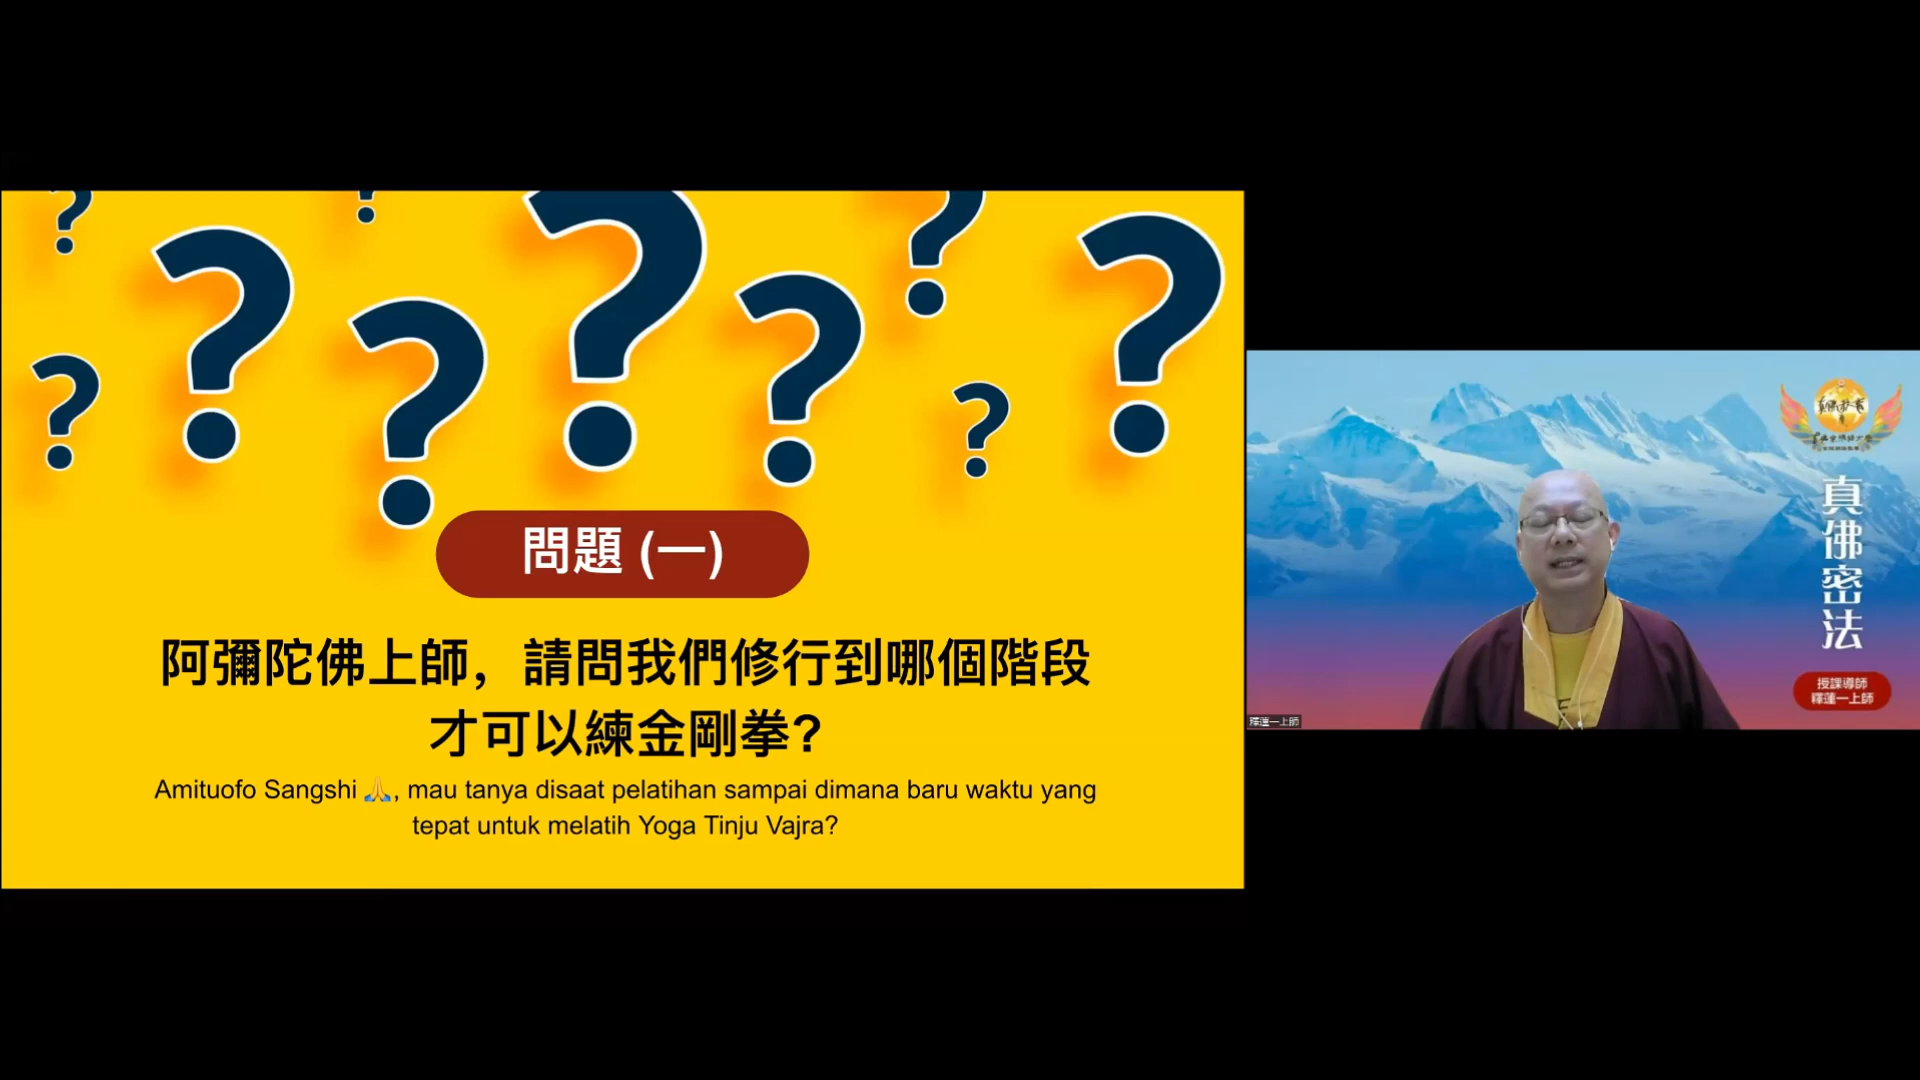 問題 (一)
阿彌陀佛上師，請問我們修行到哪個階段
才可以練金剛拳?
Amituofo Sangshi 🙏, mau tanya disaat pelatihan sampai dimana baru waktu yang
tepat untuk melatih Yoga Tinju Vajra?
真佛密法
授課導師
釋蓮一上師
釋蓮一上師